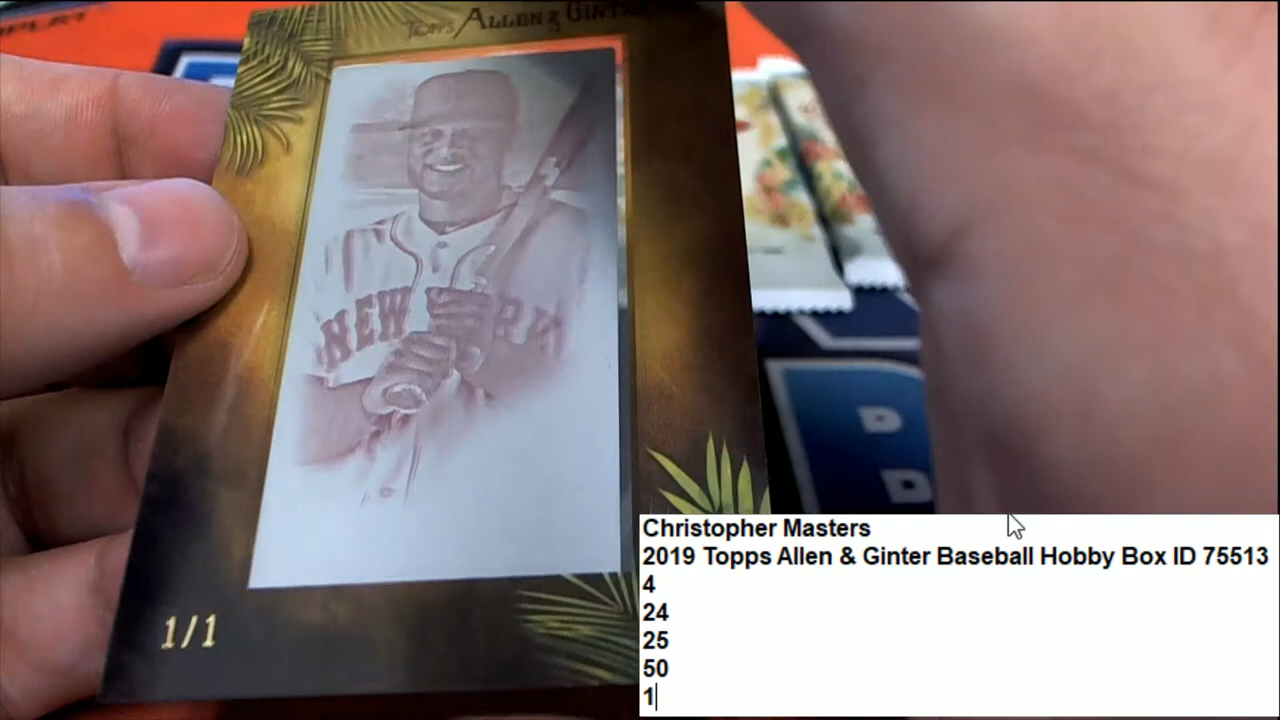 Topps Allen & Ginter
NEW YORK
1/1
Christopher Masters
2019 Topps Allen & Ginter Baseball Hobby Box ID 75513
4
24
25
50
1